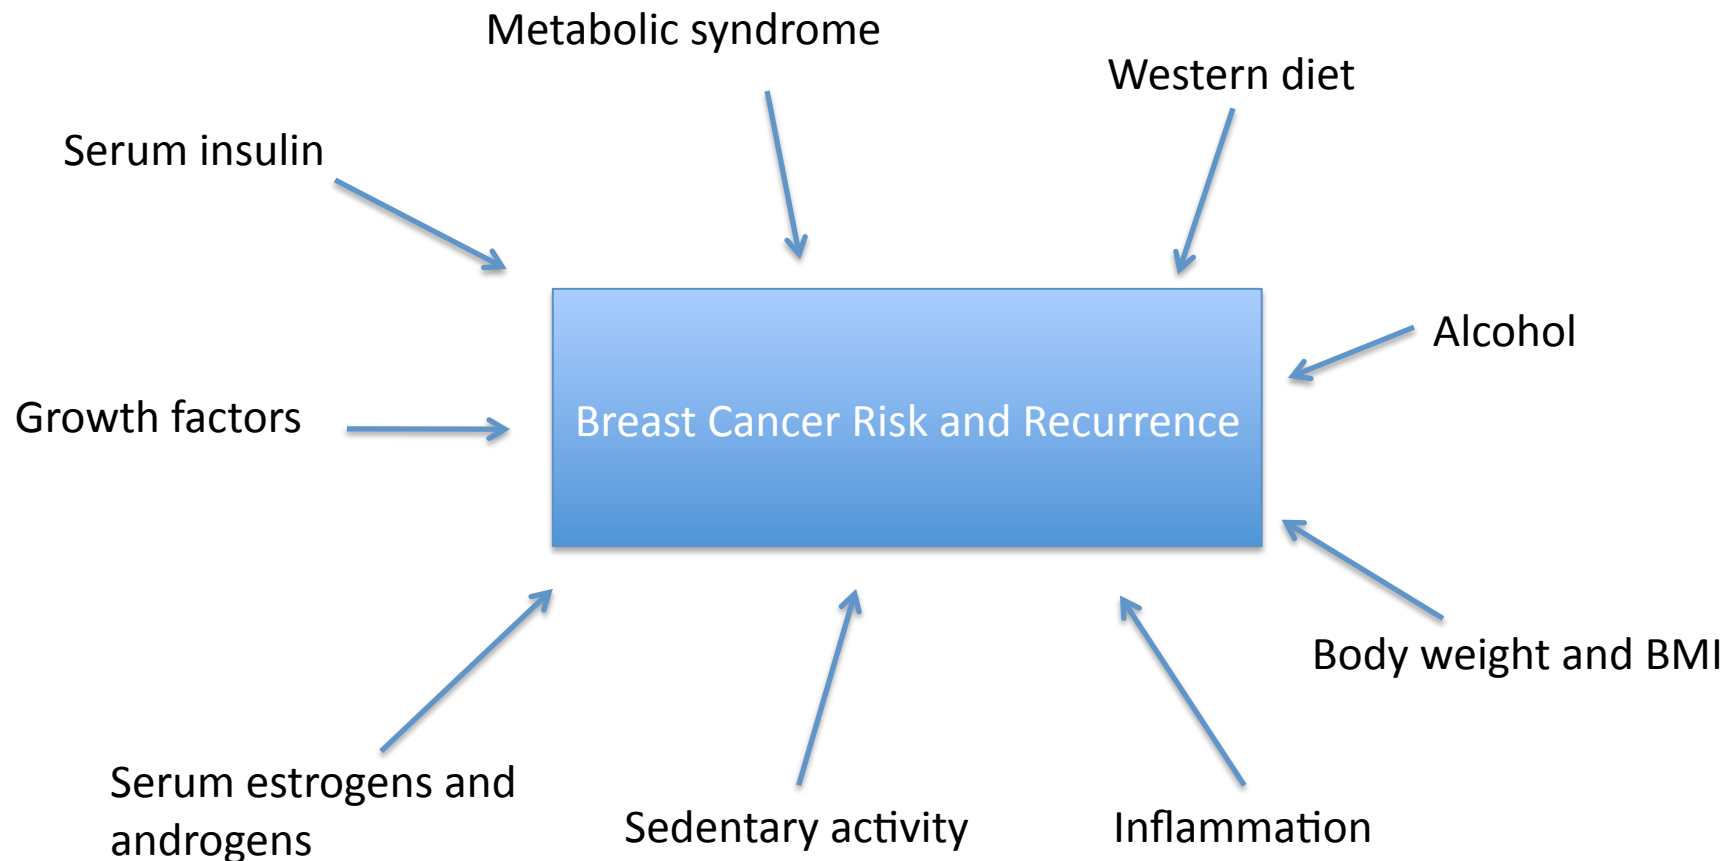 Metabolic syndrome
Western diet
Serum insulin
Alcohol
Growth factors
Breast Cancer Risk and Recurrence
Body weight and BMI
Serum estrogens and
androgens
Sedentary activity
Inflammation